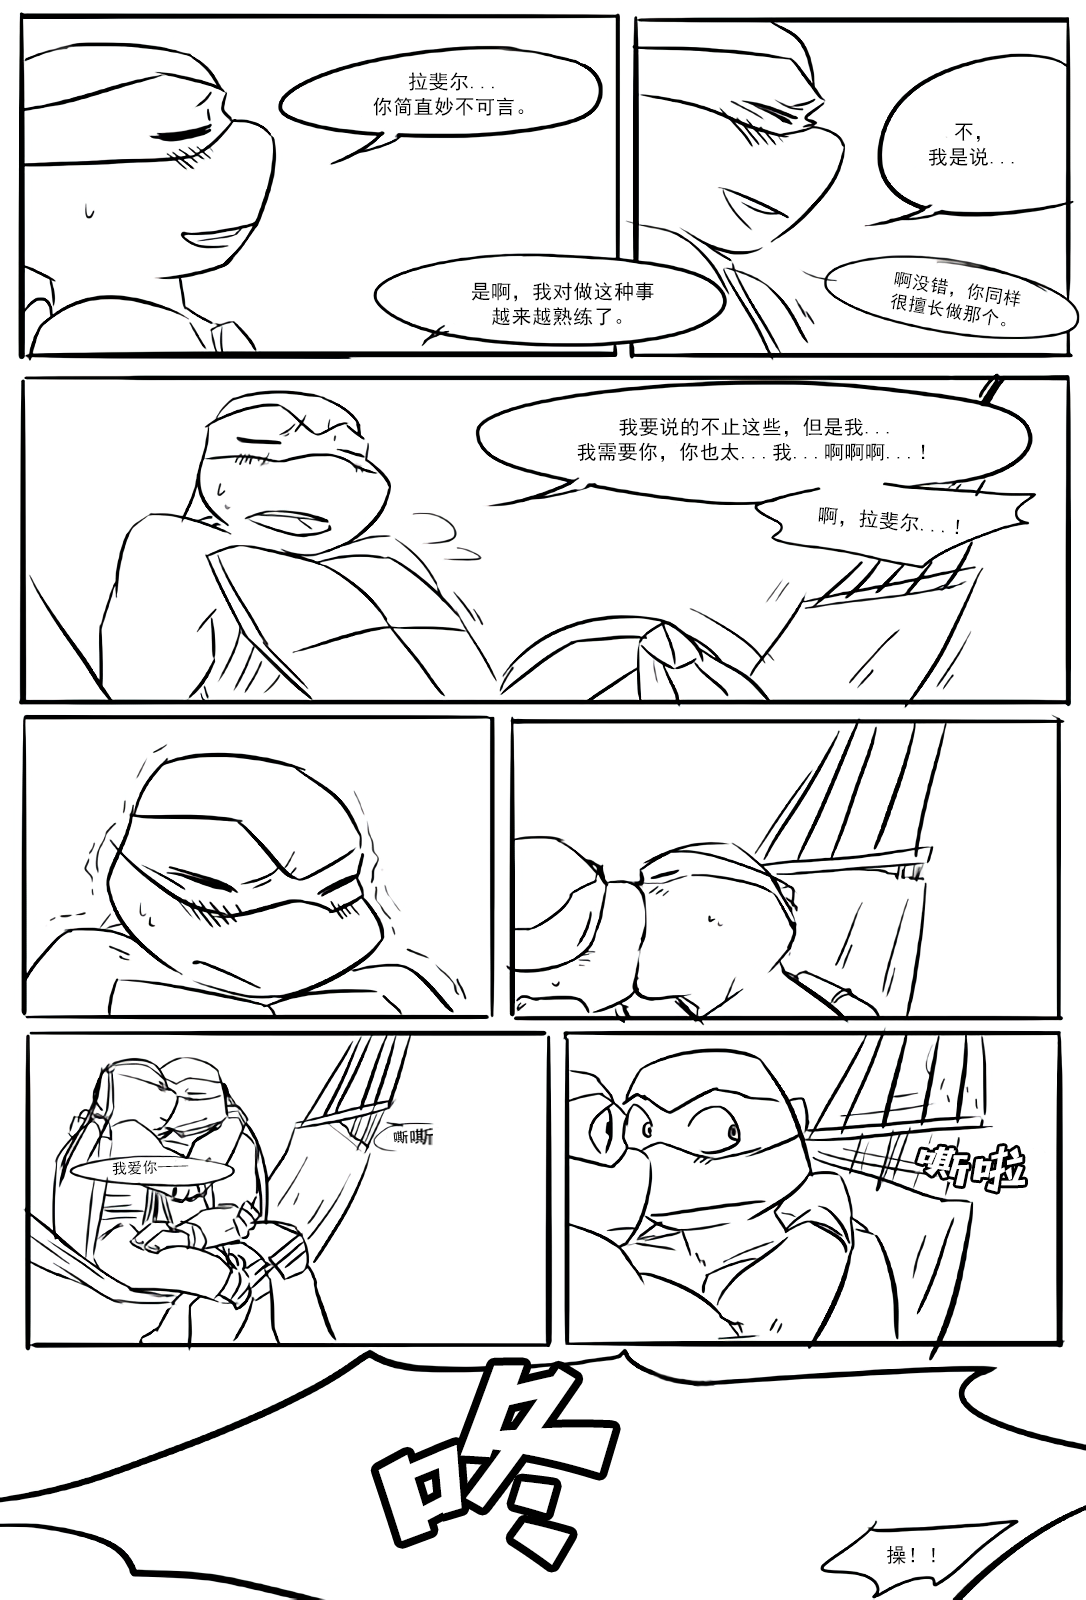 拉斐尔...
你简直妙不可言。
是啊，我对做这种事
越来越熟练了。
不，
我是说...
啊没错，你同样
很擅长做那个。
我要说的不止这些，但是我...
我需要你，你也太...我...啊啊啊...！
啊，拉斐尔...！
我爱你——
嘶嘶
嘶啦
咚
操！！